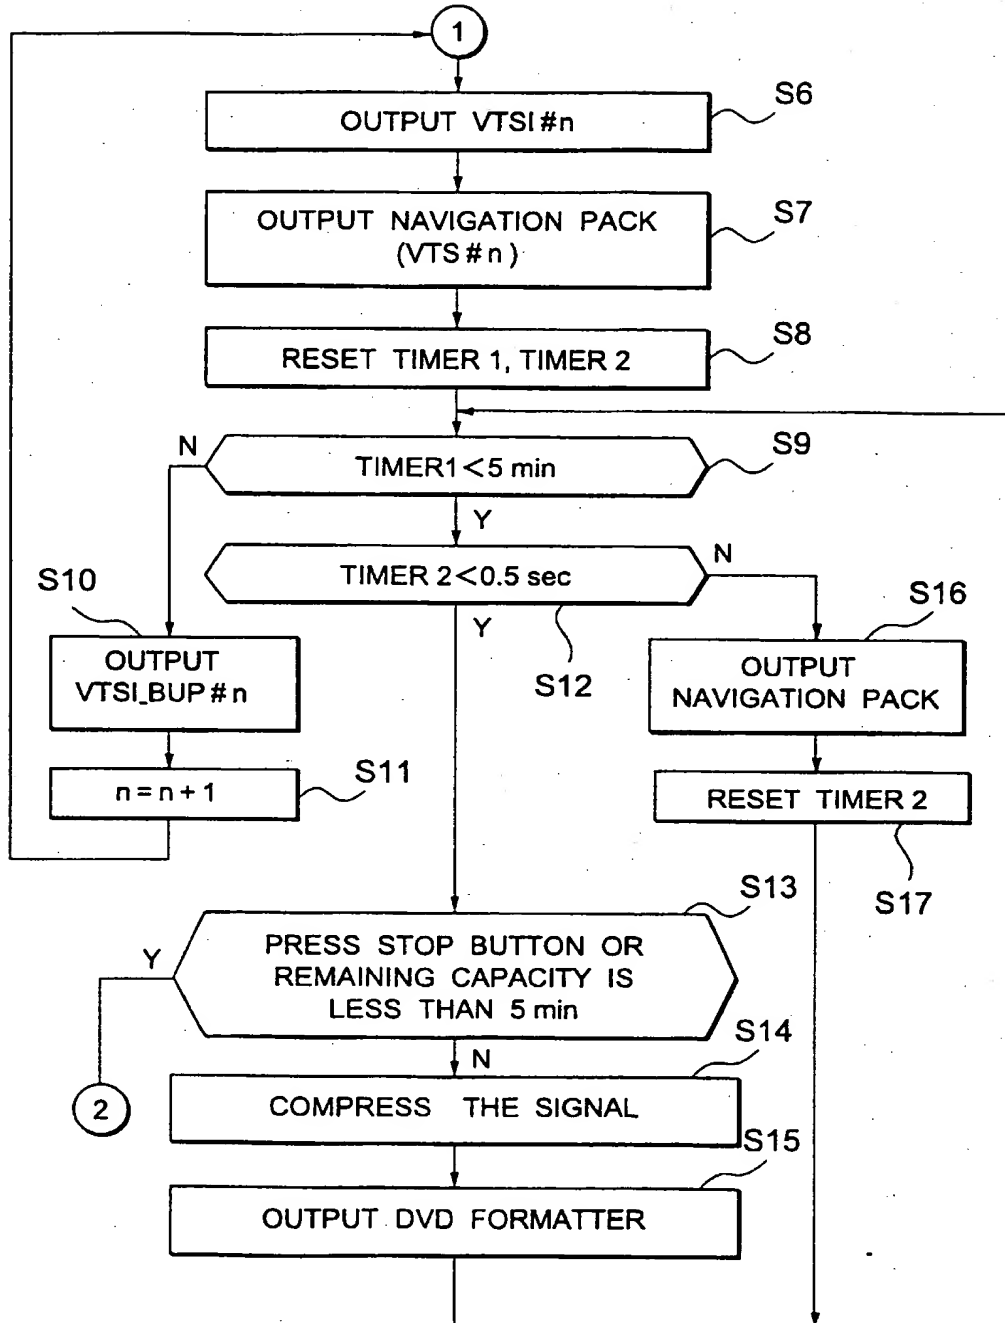 1
OUTPUT VTSI #n
S6
OUTPUT NAVIGATION PACK
(VTS #n)
S7
RESET TIMER 1, TIMER 2
S8
N
TIMER1<5 min
S9
Y
TIMER 2<0.5 sec
N
S12
Y
S10
OUTPUT
VTSI_BUP #n
S16
OUTPUT
NAVIGATION PACK
n = n + 1
S11
RESET TIMER 2
S17
S13
Y
PRESS STOP BUTTON OR
REMAINING CAPACITY IS
LESS THAN 5 min
N
2
S14
COMPRESS THE SIGNAL
S15
OUTPUT DVD FORMATTER